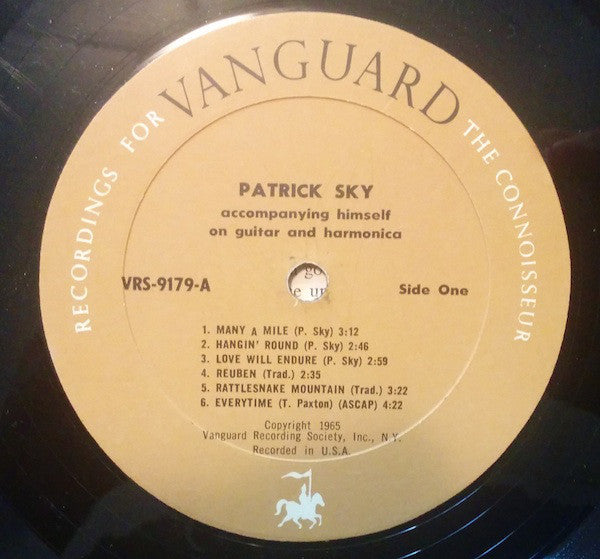 Recordings for VANGUARD The Connoisseur
PATRICK SKY
accompanying himself
on guitar and harmonica
VRS-9179-A
Side One
1. MANY A MILE (P. Sky) 3:12
2. HANGIN' ROUND (P. Sky) 2:46
3. LOVE WILL ENDURE (P. Sky) 2:59
4. REUBEN (Trad.) 2:35
5. RATTLESNAKE MOUNTAIN (Trad.) 3:22
6. EVERYTIME (T. Paxton) (ASCAP) 4:22
Copyright 1965
Vanguard Recording Society, Inc., N.Y.
Recorded in U.S.A.